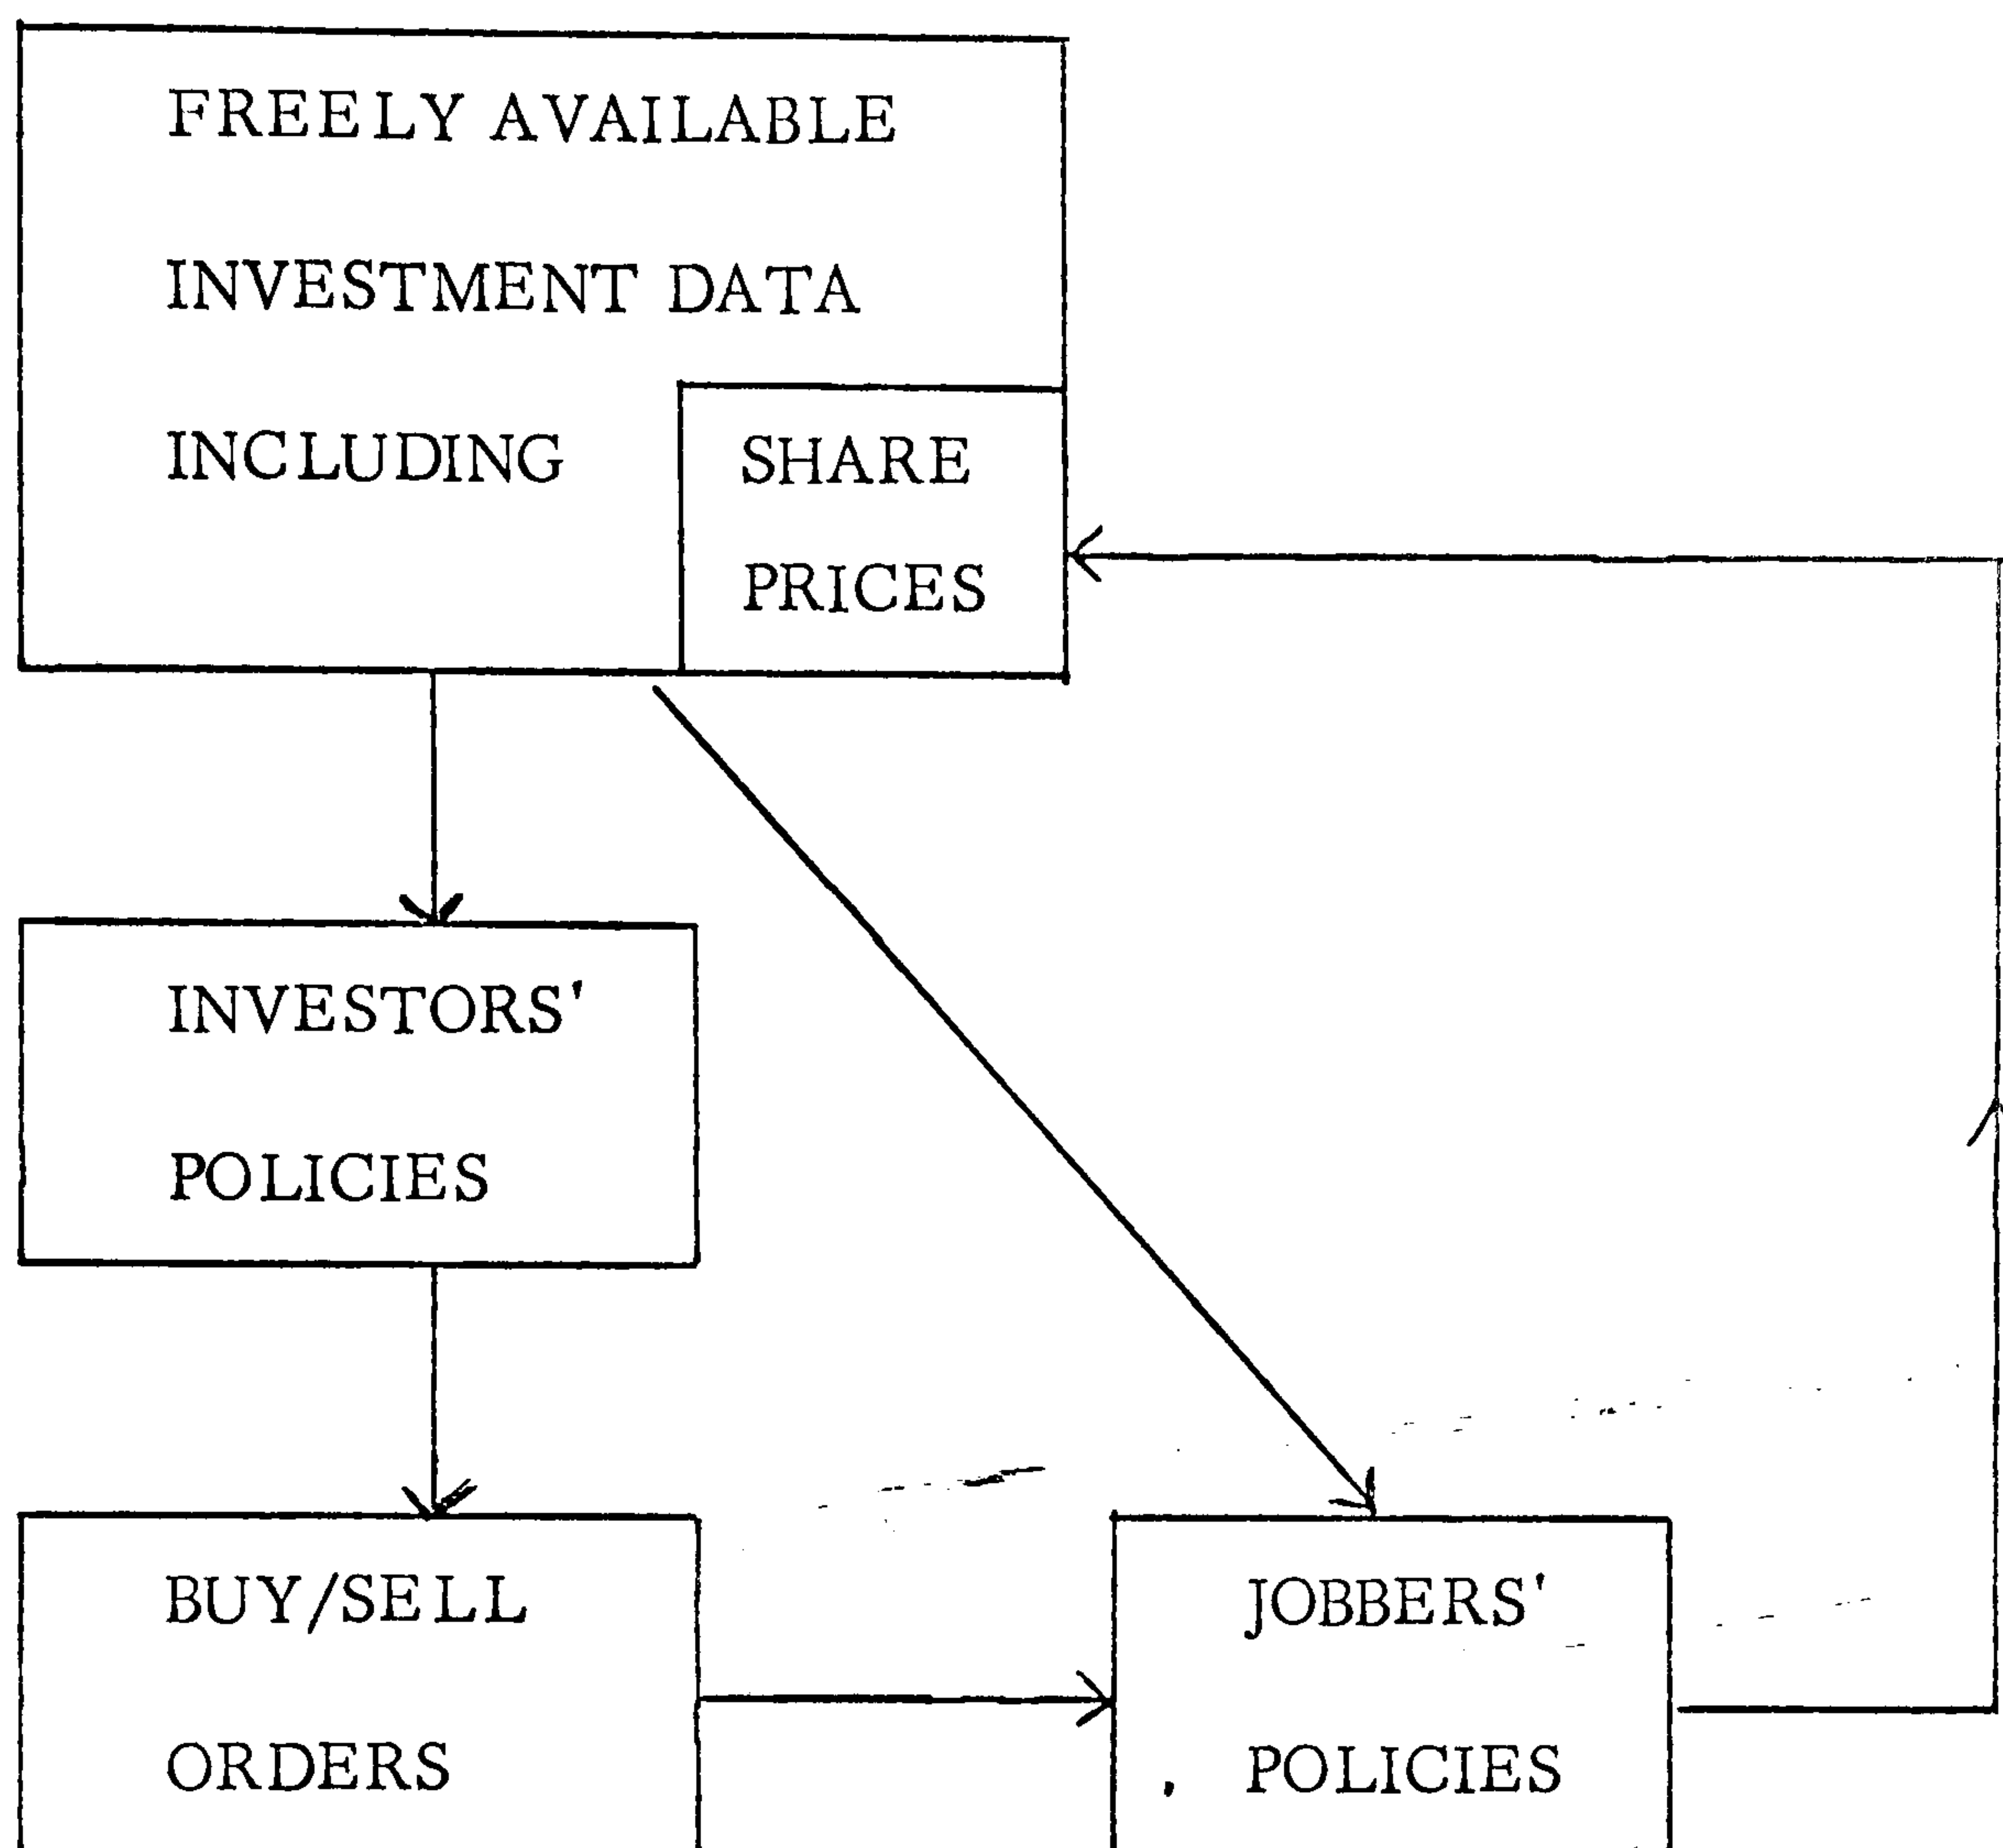 FREELY AVAILABLE
INVESTMENT DATA
INCLUDING
SHARE
PRICES
INVESTORS'
POLICIES
BUY/SELL
ORDERS
JOBBERS'
POLICIES